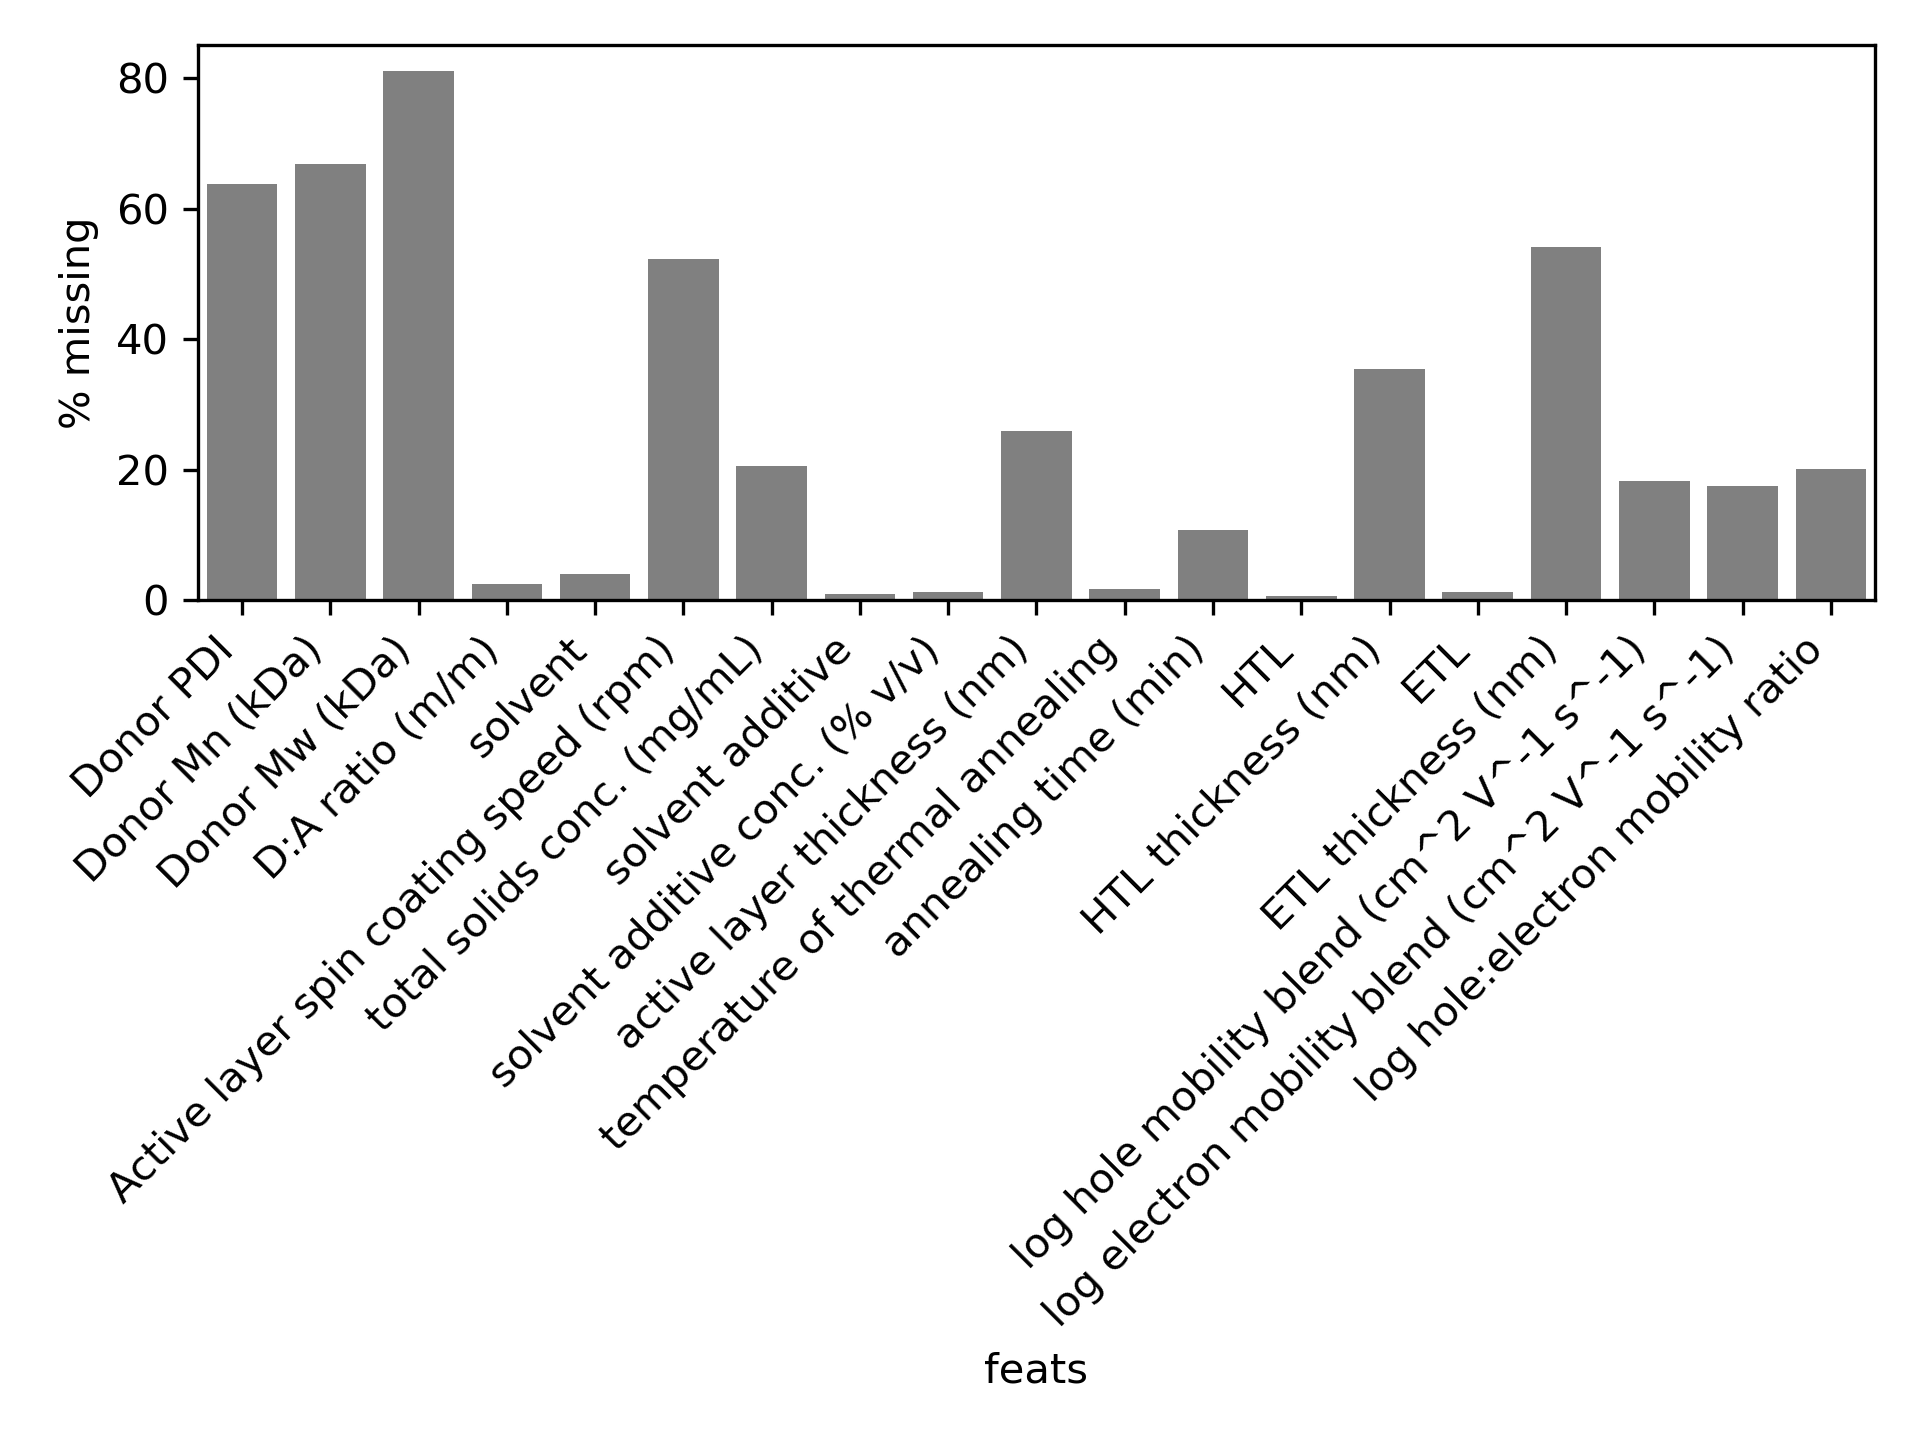 80
60
40
20
0
% missing
Donor PDI
Donor Mn (kDa)
Donor Mw (kDa)
D:A ratio (m/m)
solvent
Active layer spin coating speed (rpm)
total solids conc. (mg/mL)
solvent additive
solvent additive conc. (% v/v)
active layer thickness (nm)
temperature of thermal annealing
annealing time (min)
HTL
HTL thickness (nm)
ETL
ETL thickness (nm)
log hole mobility blend (cm^2 V^-1 s^-1)
log electron mobility blend (cm^2 V^-1 s^-1)
log hole:electron mobility ratio
feats